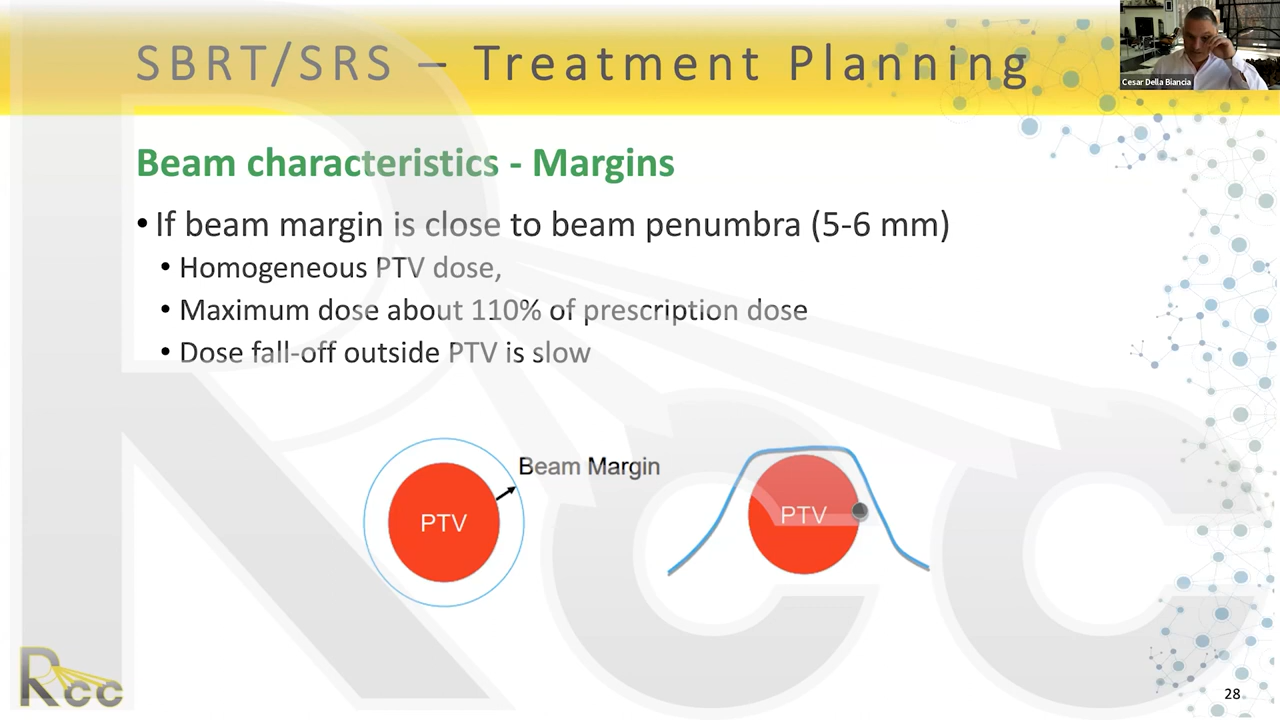 SBRT/SRS – Treatment Planning
Cesar Della Biancia
Beam characteristics - Margins
• If beam margin is close to beam penumbra (5-6 mm)
• Homogeneous PTV dose,
• Maximum dose about 110% of prescription dose
• Dose fall-off outside PTV is slow
Beam Margin
PTV
PTV
Rcc
Rcc
28